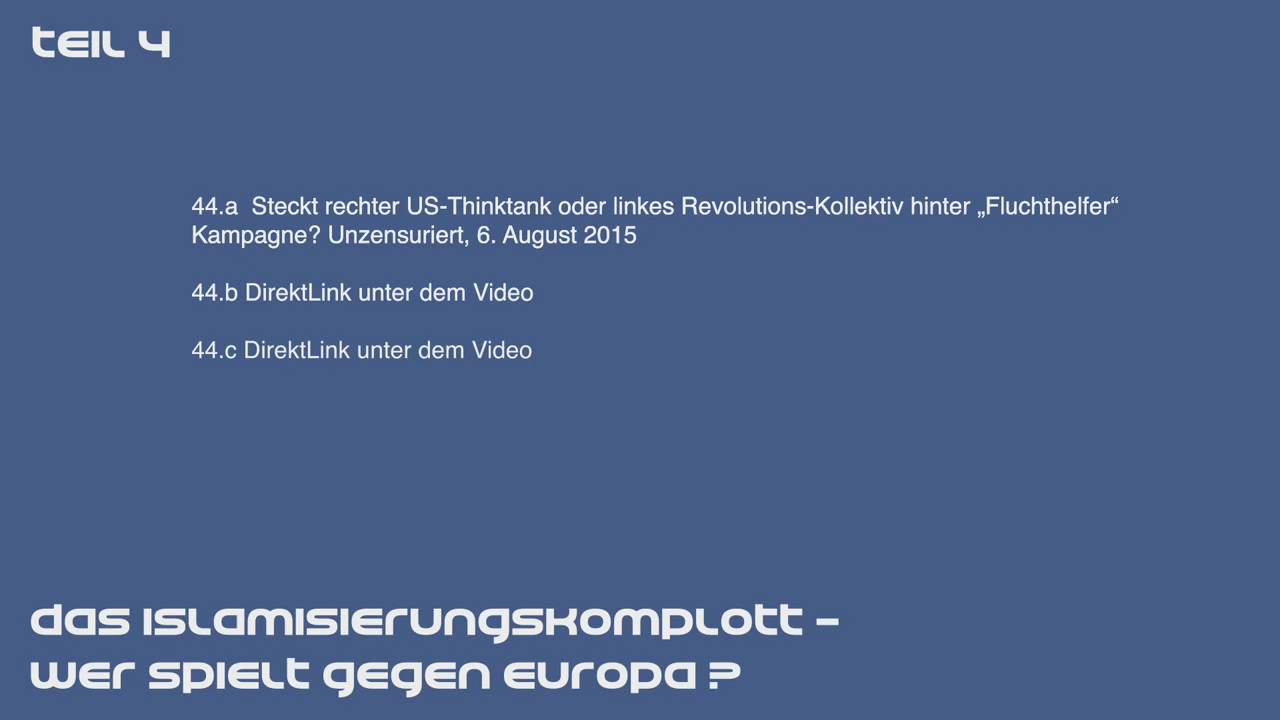 Teil 4
44.a  Steckt rechter US-Thinktank oder linkes Revolutions-Kollektiv hinter „Fluchthelfer“
Kampagne? Unzensuriert, 6. August 2015
44.b DirektLink unter dem Video
44.c DirektLink unter dem Video
das Islamisierungskomplott –
wer spielt gegen Europa ?